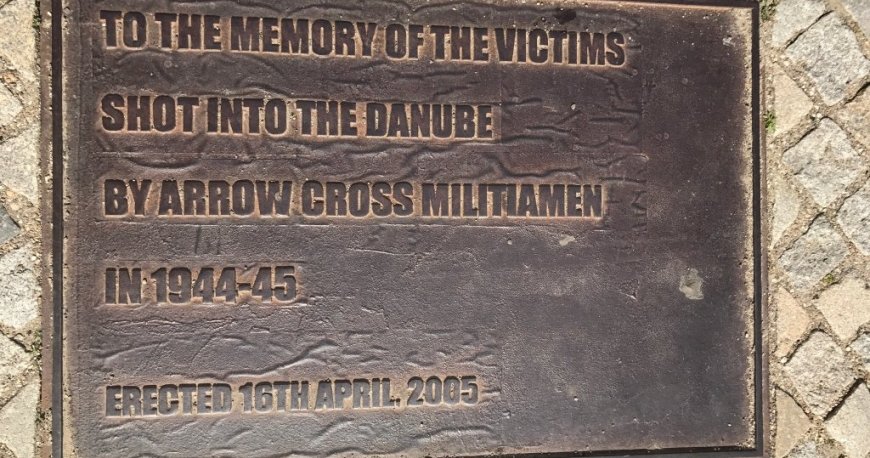 TO THE MEMORY OF THE VICTIMS
SHOT INTO THE DANUBE
BY ARROW CROSS MILITIAMEN
IN 1944-45
ERECTED 16TH APRIL, 2005